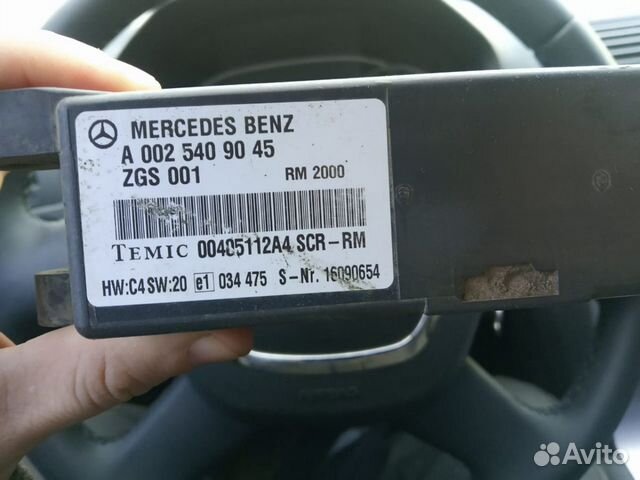 MERCEDES BENZ
A 002 540 90 45
ZGS 001 RM 2000
TEMIC 00405112A4 SCR-RM
HW:C4 SW:20 e1 034 475 S-Nr. 16090654
Avito